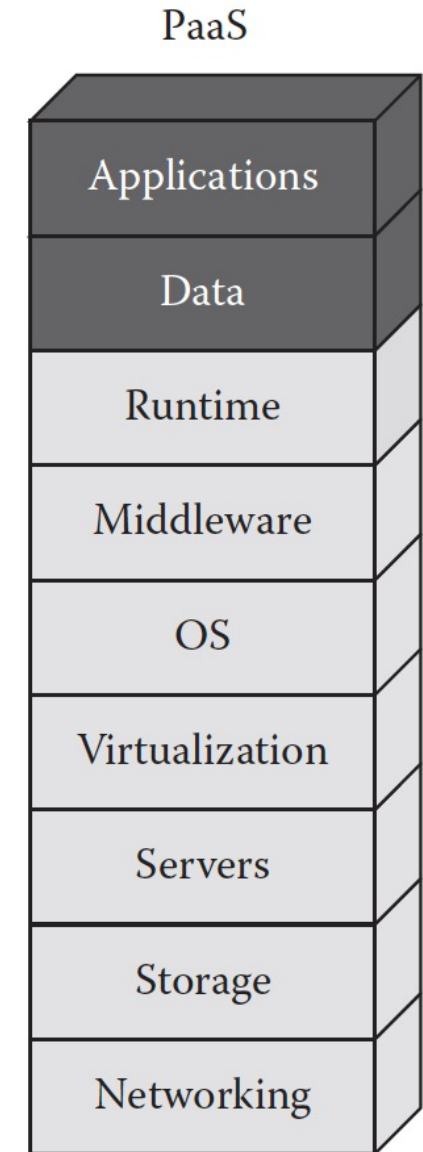 PaaS
Applications
Data
Runtime
Middleware
OS
Virtualization
Servers
Storage
Networking